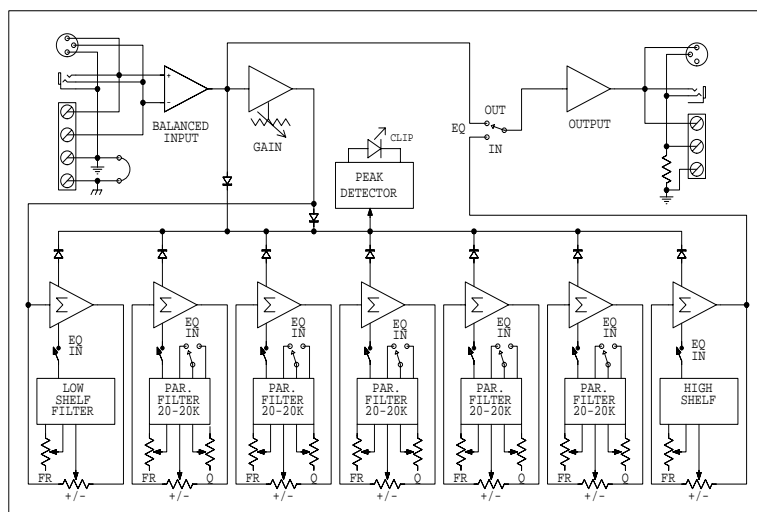 +
−
BALANCED
INPUT
GAIN
CLIP
PEAK
DETECTOR
OUT
EQ
IN
OUTPUT
Σ
Σ
Σ
Σ
Σ
Σ
Σ
EQ
IN
EQ
IN
EQ
IN
EQ
IN
EQ
IN
EQ
IN
EQ
IN
LOW
SHELF
FILTER
PAR.
FILTER
20-20K
PAR.
FILTER
20-20K
PAR.
FILTER
20-20K
PAR.
FILTER
20-20K
PAR.
FILTER
20-20K
HIGH
SHELF
FR
+/-
FR
+/-
Q
FR
+/-
Q
FR
+/-
Q
FR
+/-
Q
FR
+/-
Q
FR
+/-